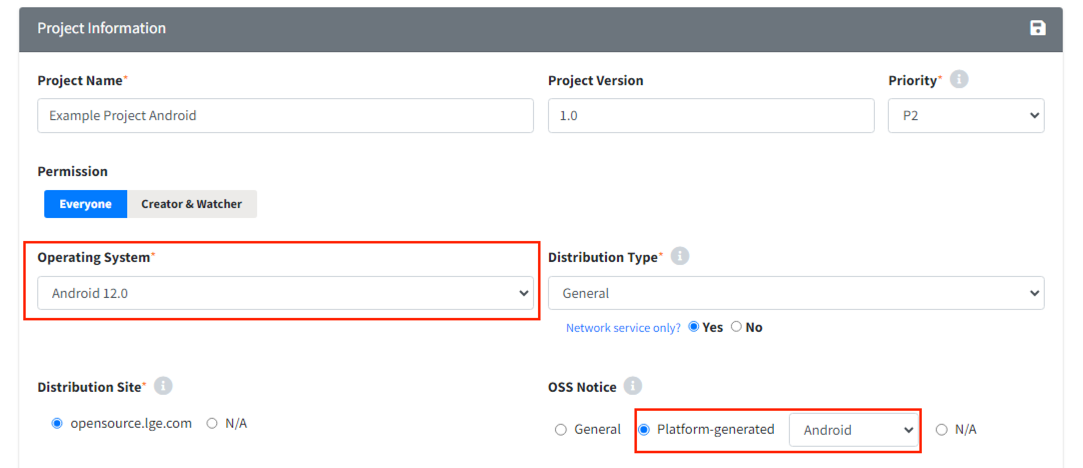 Project Information
Project Name* Project Version Priority*
Example Project Android 1.0 P2
Permission
Everyone Creator & Watcher
Operating System* Distribution Type*
Android 12.0 General
Network service only? Yes No
Distribution Site* OSS Notice
opensource.lge.com N/A General Platform-generated Android N/A